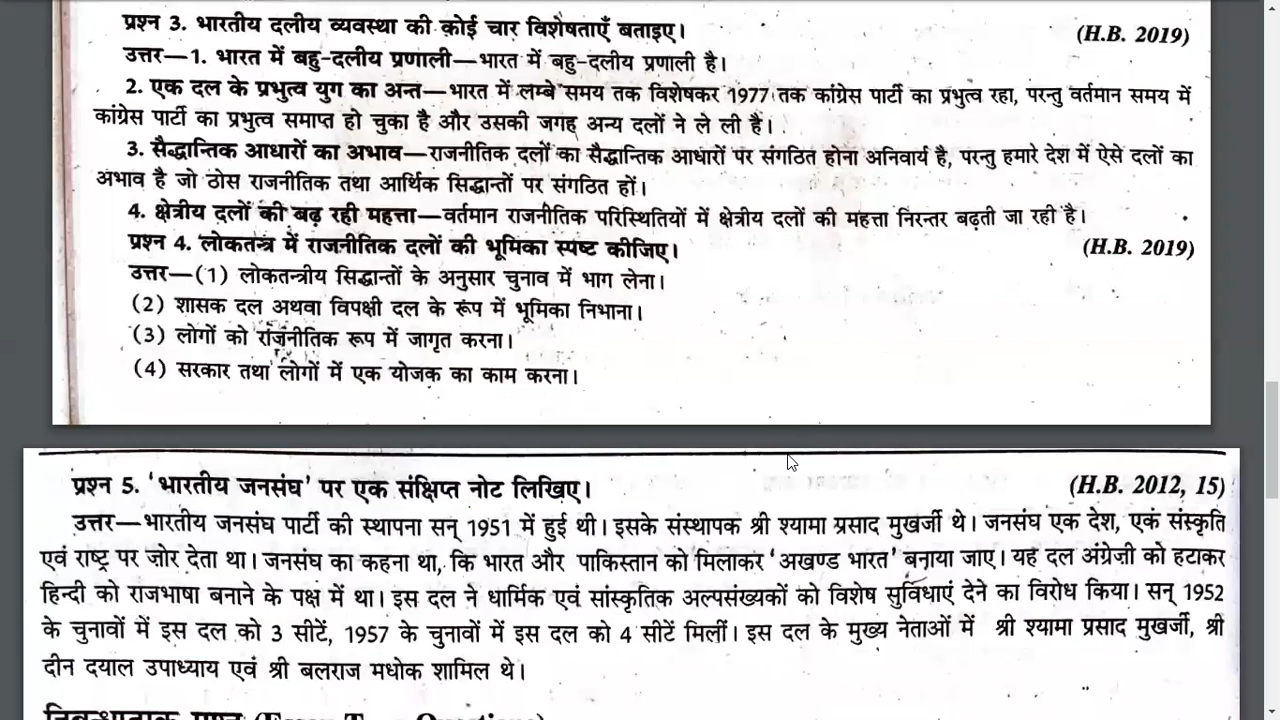 प्रश्न 3. भारतीय दलीय व्यवस्था की कोई चार विशेषताएँ बताइए। (H.B. 2019)
उत्तर—1. भारत में बहु-दलीय प्रणाली—भारत में बहु-दलीय प्रणाली है।
2. एक दल के प्रभुत्व युग का अन्त—भारत में लम्बे समय तक विशेषकर 1977 तक कांग्रेस पार्टी का प्रभुत्व रहा, परन्तु वर्तमान समय में
कांग्रेस पार्टी का प्रभुत्व समाप्त हो चुका है और उसकी जगह अन्य दलों ने ले ली है।
3. सैद्धान्तिक आधारों का अभाव—राजनीतिक दलों का सैद्धान्तिक आधारों पर संगठित होना अनिवार्य है, परन्तु हमारे देश में ऐसे दलों का
अभाव है जो ठोस राजनीतिक तथा आर्थिक सिद्धान्तों पर संगठित हों।
4. क्षेत्रीय दलों की बढ़ रही महत्ता—वर्तमान राजनीतिक परिस्थितियों में क्षेत्रीय दलों की महत्ता निरन्तर बढ़ती जा रही है।
प्रश्न 4. लोकतन्त्र में राजनीतिक दलों की भूमिका स्पष्ट कीजिए। (H.B. 2019)
उत्तर—(1) लोकतन्त्रीय सिद्धान्तों के अनुसार चुनाव में भाग लेना।
(2) शासक दल अथवा विपक्षी दल के रूप में भूमिका निभाना।
(3) लोगों को राजनीतिक रूप में जागृत करना।
(4) सरकार तथा लोगों में एक योजक का काम करना।
प्रश्न 5. 'भारतीय जनसंघ' पर एक संक्षिप्त नोट लिखिए। (H.B. 2012, 15)
उत्तर—भारतीय जनसंघ पार्टी की स्थापना सन् 1951 में हुई थी। इसके संस्थापक श्री श्यामा प्रसाद मुखर्जी थे। जनसंघ एक देश, एक संस्कृति
एवं राष्ट्र पर जोर देता था। जनसंघ का कहना था, कि भारत और पाकिस्तान को मिलाकर 'अखण्ड भारत' बनाया जाए। यह दल अंग्रेजी को हटाकर
हिन्दी को राजभाषा बनाने के पक्ष में था। इस दल ने धार्मिक एवं सांस्कृतिक अल्पसंख्यकों को विशेष सुविधाएं देने का विरोध किया। सन् 1952
के चुनावों में इस दल को 3 सीटें, 1957 के चुनावों में इस दल को 4 सीटें मिलीं। इस दल के मुख्य नेताओं में श्री श्यामा प्रसाद मुखर्जी, श्री
दीन दयाल उपाध्याय एवं श्री बलराज मधोक शामिल थे।